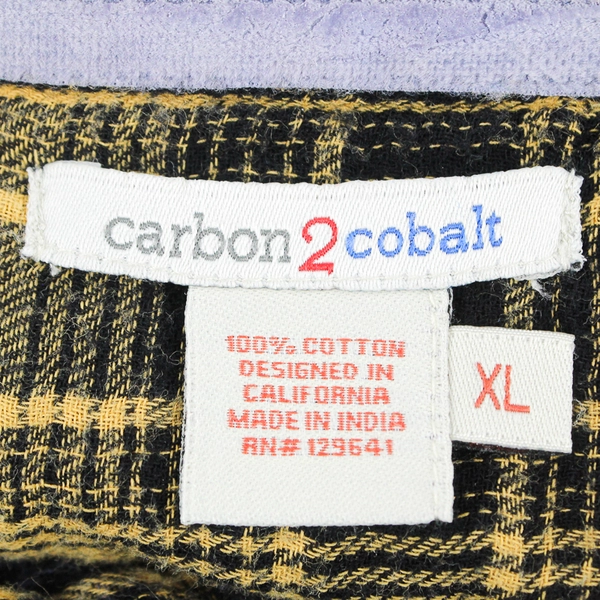 carbon2cobalt
100% COTTON
DESIGNED IN
CALIFORNIA
MADE IN INDIA
RN# 129641
XL